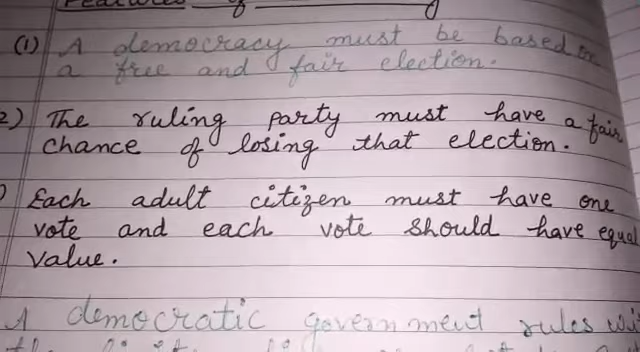 Features of
(1) A democracy must be based on
a free and fair election.
2) The ruling party must have a fair
chance of losing that election.
) Each adult citizen must have one
vote and each vote should have equal
value.
A democratic government rules